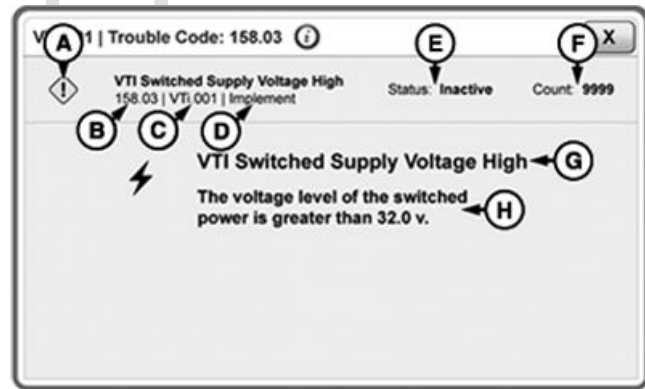 1 | Trouble Code: 158.03 i X
A E F
VTI Switched Supply Voltage High
158.03 | VTi.001 | Implement
Status: Inactive
Count: 9999
B C D
VTI Switched Supply Voltage High G
The voltage level of the switched
power is greater than 32.0 v. H